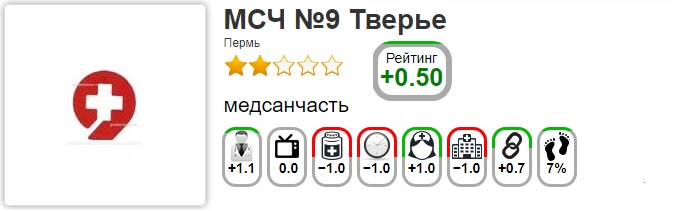 МСЧ №9 Тверье
Пермь
Рейтинг
+0.50
медсанчасть
+1.1 0.0 −1.0 −1.0 +1.0 −1.0 +0.7 7%